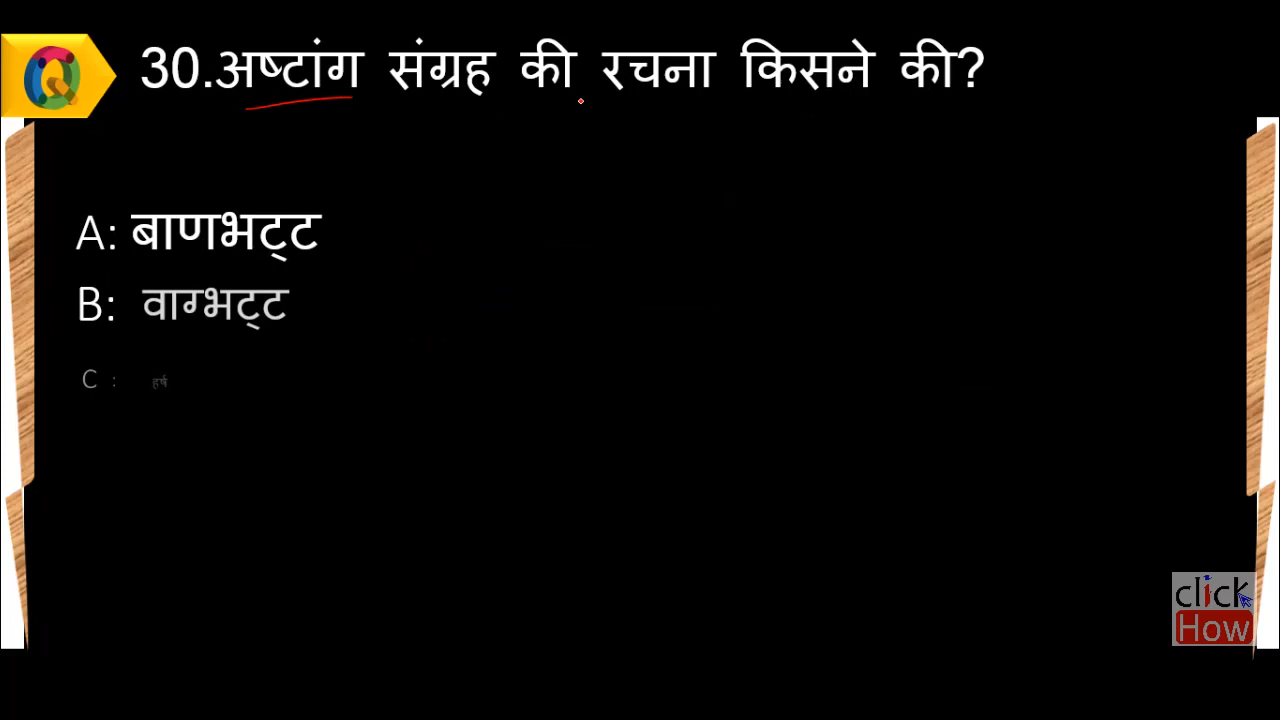 30.अष्टांग संग्रह की रचना किसने की?
A: बाणभट्ट
B: वाग्भट्ट
C : हर्ष
click
How